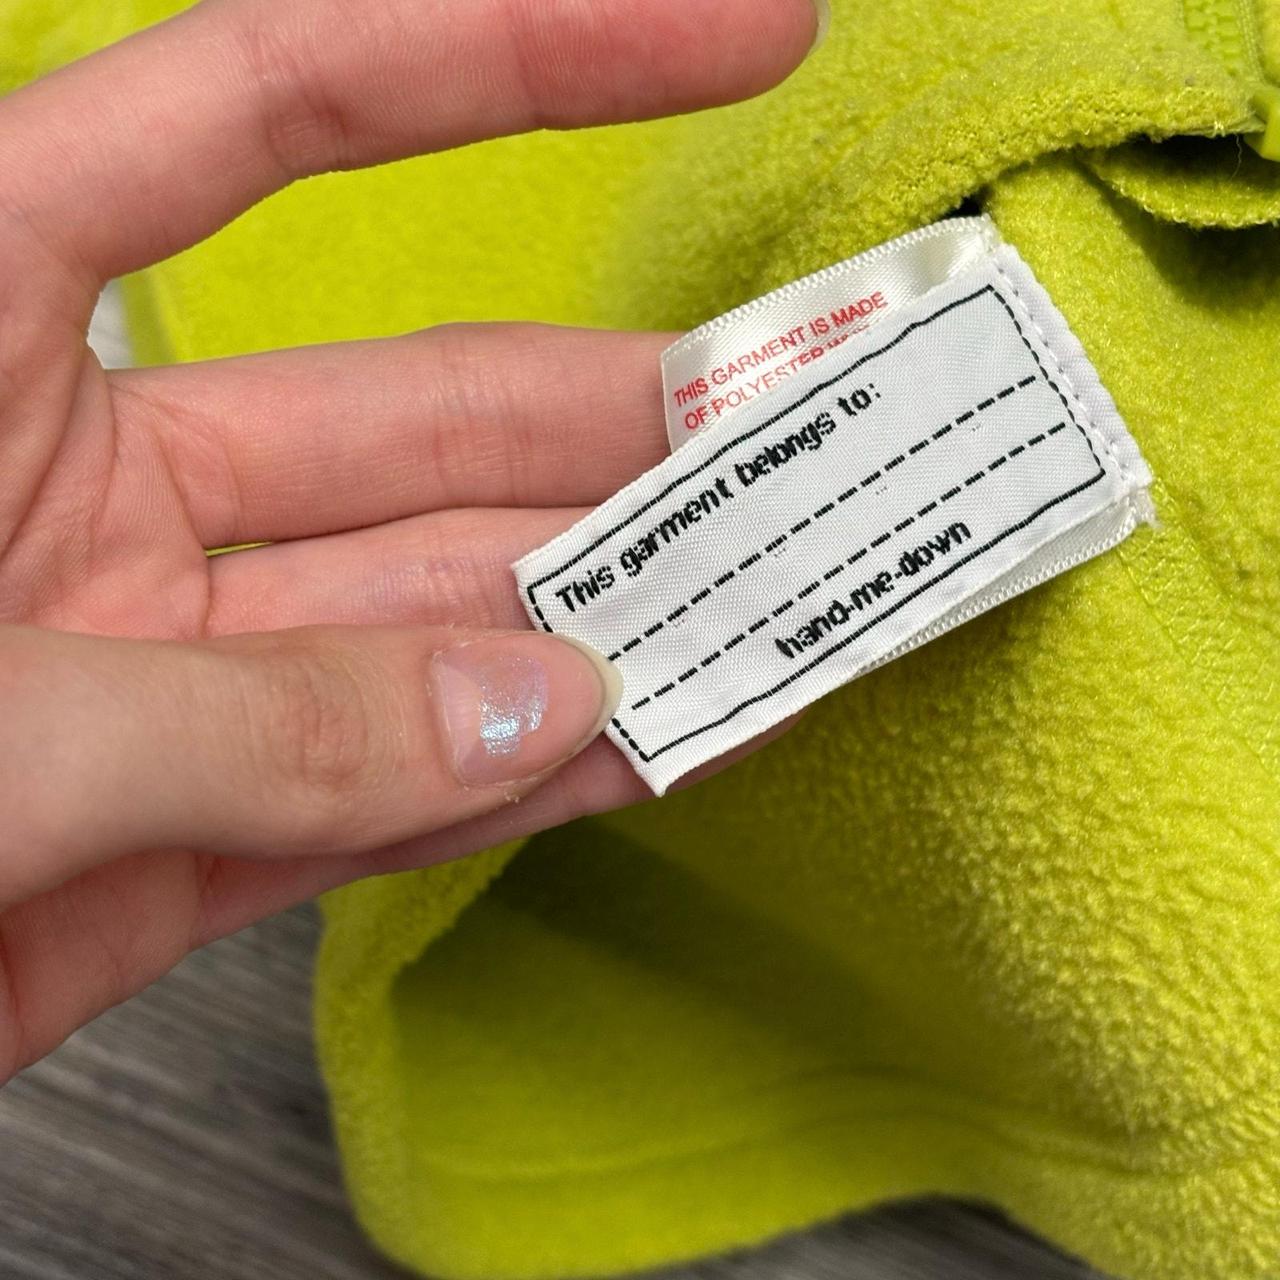 THIS GARMENT IS MADE
OF POLYESTER
This garment belongs to:
hand-me-down